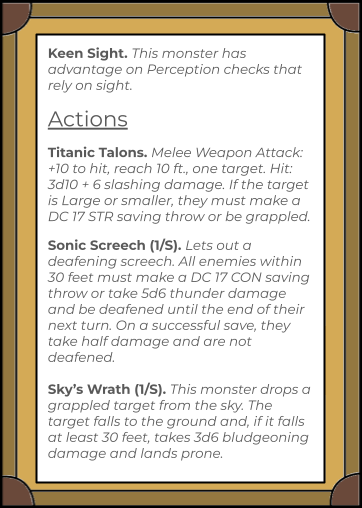 Keen Sight. This monster has
advantage on Perception checks that
rely on sight.
Actions
Titanic Talons. Melee Weapon Attack:
+10 to hit, reach 10 ft., one target. Hit:
3d10 + 6 slashing damage. If the target
is Large or smaller, they must make a
DC 17 STR saving throw or be grappled.
Sonic Screech (1/S). Lets out a
deafening screech. All enemies within
30 feet must make a DC 17 CON saving
throw or take 5d6 thunder damage
and be deafened until the end of their
next turn. On a successful save, they
take half damage and are not
deafened.
Sky's Wrath (1/S). This monster drops a
grappled target from the sky. The
target falls to the ground and, if it falls
at least 30 feet, takes 3d6 bludgeoning
damage and lands prone.